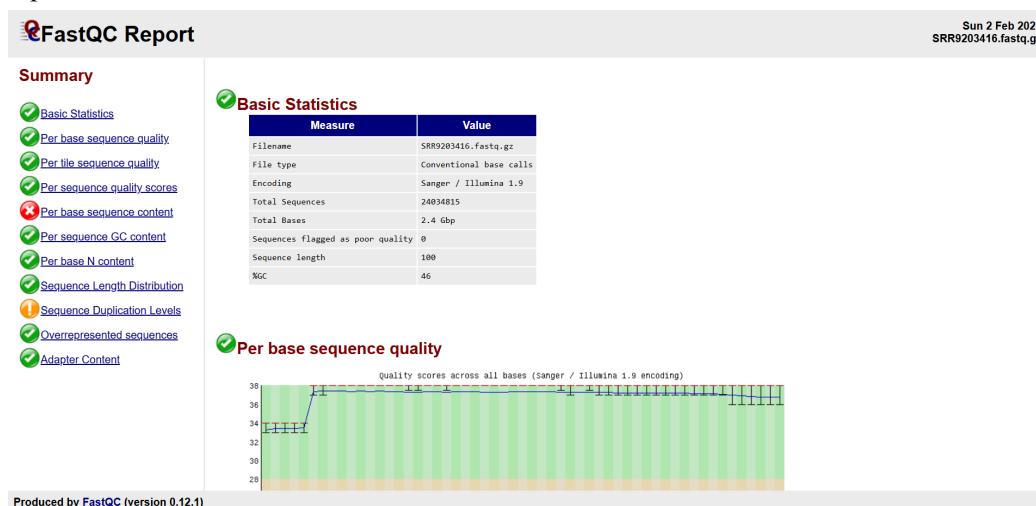 FastQC Report
Sun 2 Feb 202
SRR9203416.fastq.g
Summary
Basic Statistics
Per base sequence quality
Per tile sequence quality
Per sequence quality scores
Per base sequence content
Per sequence GC content
Per base N content
Sequence Length Distribution
Sequence Duplication Levels
Overrepresented sequences
Adapter Content
Basic Statistics
Measure Value
Filename SRR9203416.fastq.gz
File type Conventional base calls
Encoding Sanger / Illumina 1.9
Total Sequences 24034815
Total Bases 2.4 Gbp
Sequences flagged as poor quality 0
Sequence length 100
%GC 46
Per base sequence quality
Quality scores across all bases (Sanger / Illumina 1.9 encoding)
38
36
34
32
30
28
Produced by FastQC (version 0.12.1)